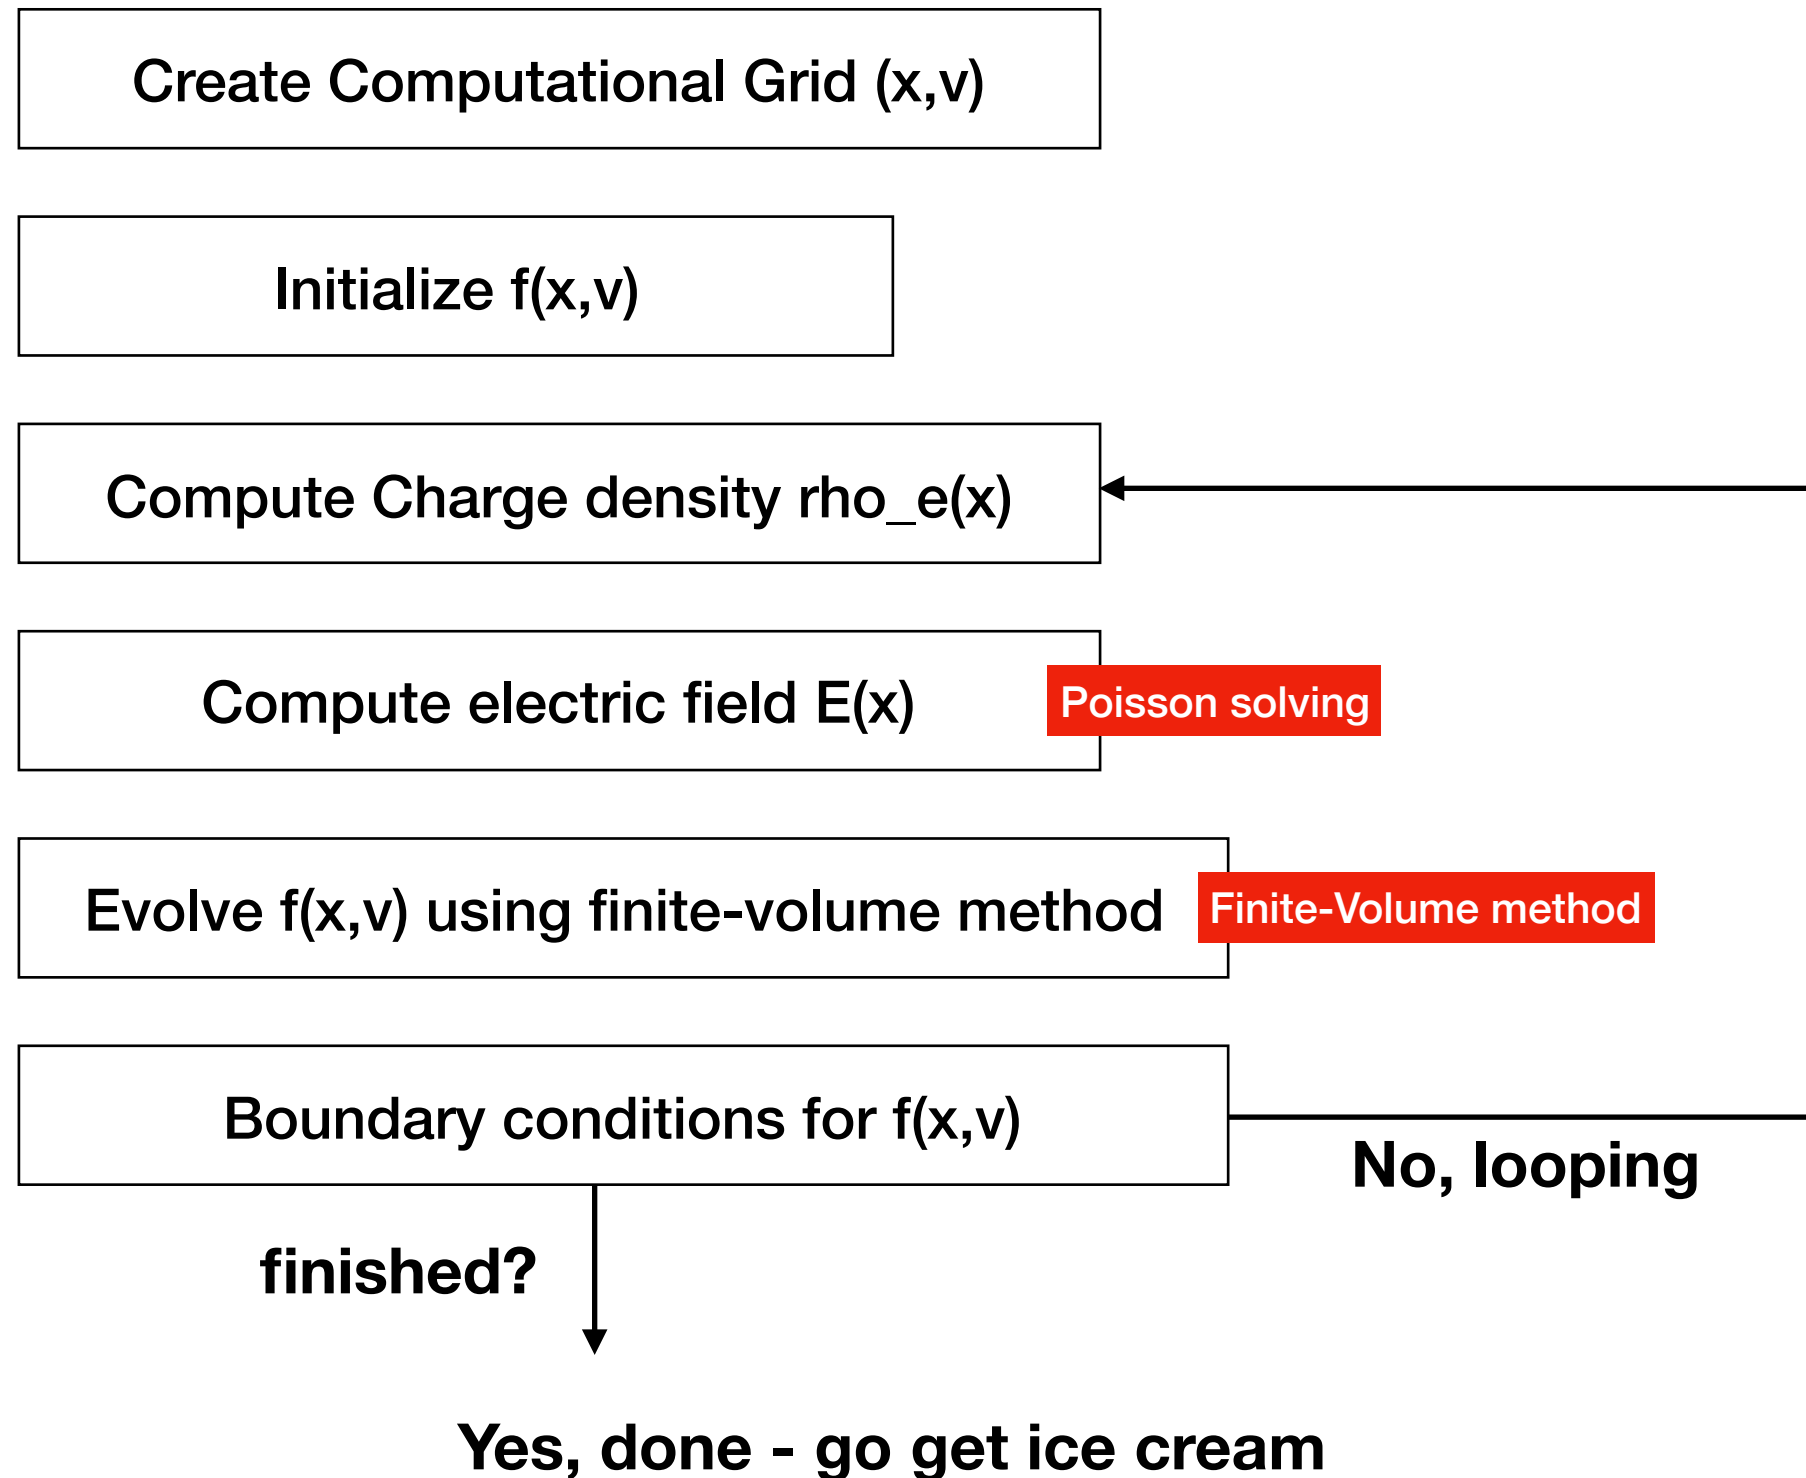 Create Computational Grid (x,v)
Initialize f(x,v)
Compute Charge density rho_e(x)
Compute electric field E(x)
Poisson solving
Evolve f(x,v) using finite-volume method
Finite-Volume method
Boundary conditions for f(x,v)
No, looping
finished?
Yes, done - go get ice cream